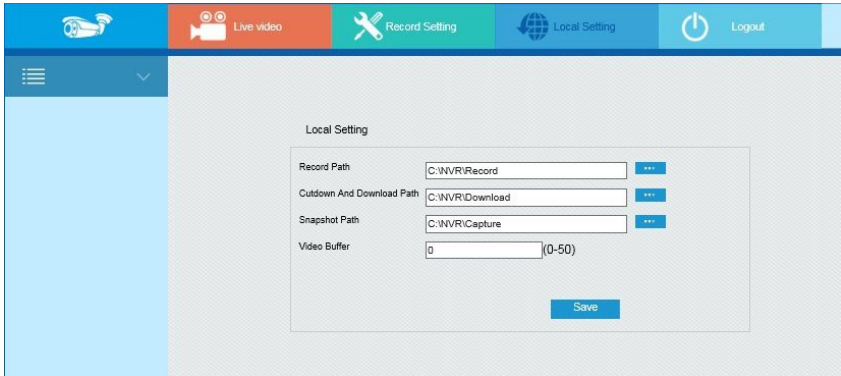 Live video
Record Setting
Local Setting
Logout
Local Setting
Record Path C:\NVR\Record
Cutdown And Download Path C:\NVR\Download
Snapshot Path C:\NVR\Capture
Video Buffer 0 (0-50)
Save